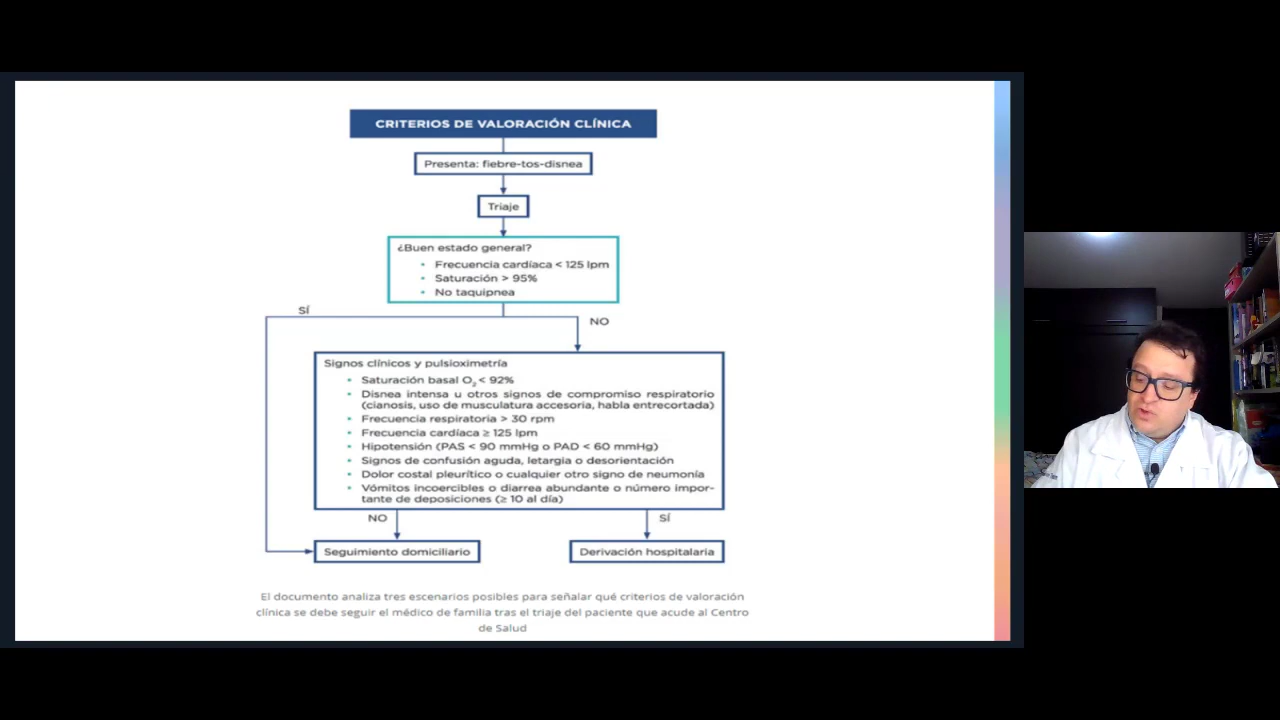 CRITERIOS DE VALORACIÓN CLÍNICA
Presenta: fiebre-tos-disnea
Triaje
¿Buen estado general?
• Frecuencia cardíaca < 125 lpm
• Saturación > 95%
• No taquipnea
SÍ
NO
Signos clínicos y pulsioximetría
• Saturación basal O₂ < 92%
• Disnea intensa u otros signos de compromiso respiratorio
(cianosis, uso de musculatura accesoria, habla entrecortada)
• Frecuencia respiratoria > 30 rpm
• Frecuencia cardíaca ≥ 125 lpm
• Hipotensión (PAS < 90 mmHg o PAD < 60 mmHg)
• Signos de confusión aguda, letargia o desorientación
• Dolor costal pleurítico o cualquier otro signo de neumonía
• Vómitos incoercibles o diarrea abundante o número impor-
tante de deposiciones (≥ 10 al día)
NO
SÍ
Seguimiento domiciliario
Derivación hospitalaria
El documento analiza tres escenarios posibles para señalar qué criterios de valoración
clínica se debe seguir el médico de familia tras el triaje del paciente que acude al Centro
de Salud